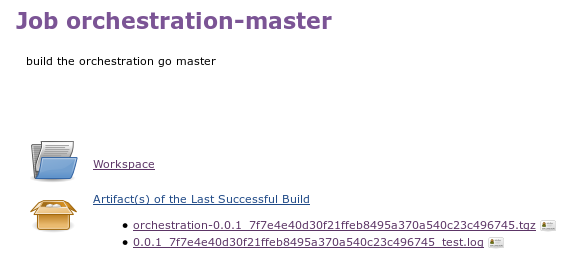 Job orchestration-master
build the orchestration go master
Workspace
Artifact(s) of the Last Successful Build
orchestration-0.0.1_7f7e4e40d30f21ffeb8495a370a540c23c496745.tgz
0.0.1_7f7e4e40d30f21ffeb8495a370a540c23c496745_test.log